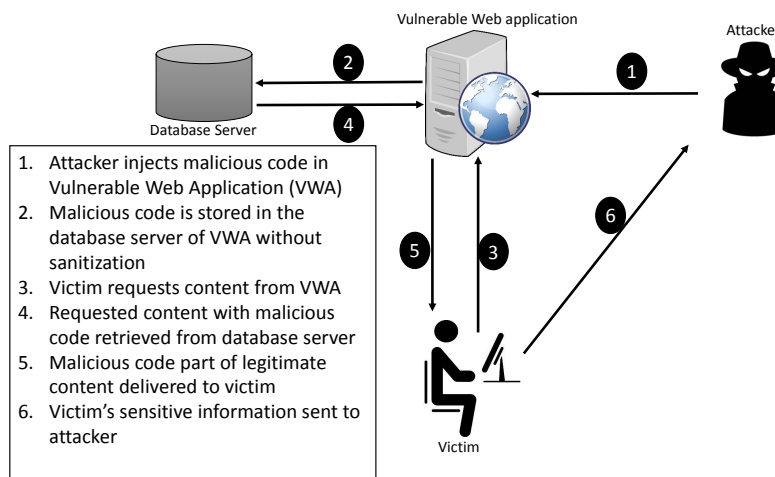 Vulnerable Web application
Attacke
2
1
4
Database Server
1. Attacker injects malicious code in
Vulnerable Web Application (VWA)
2. Malicious code is stored in the
database server of VWA without
sanitization
3. Victim requests content from VWA
4. Requested content with malicious
code retrieved from database server
5. Malicious code part of legitimate
content delivered to victim
6. Victim's sensitive information sent to
attacker
6
5
3
Victim